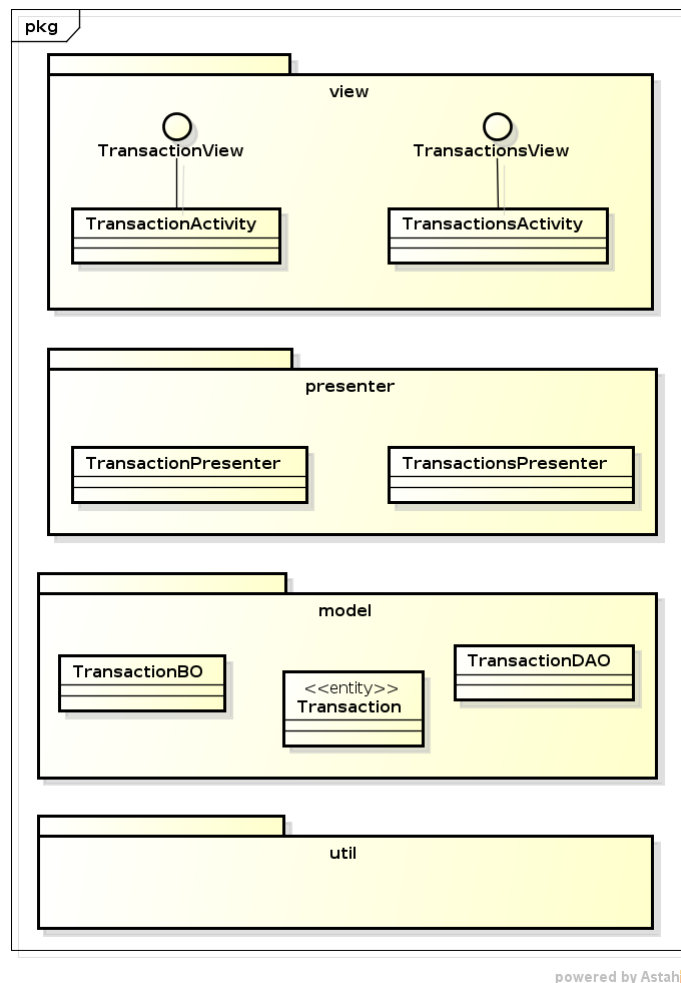 pkg
view
TransactionView TransactionsView
TransactionActivity TransactionsActivity
presenter
TransactionPresenter TransactionsPresenter
model
TransactionBO
TransactionDAO
<<entity>>
Transaction
util
powered by Astah